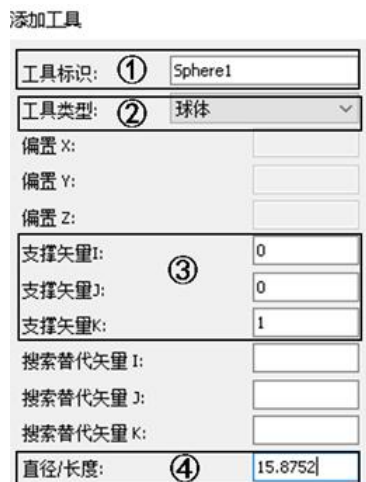 添加工具
工具标识: ① Sphere1
工具类型: ② 球体
偏置 X:
偏置 Y:
偏置 Z:
支撑矢量I: 0
③
支撑矢量J: 0
支撑矢量K: 1
搜索替代矢量 I:
搜索替代矢量 J:
搜索替代矢量 K:
直径/长度: ④ 15.8752